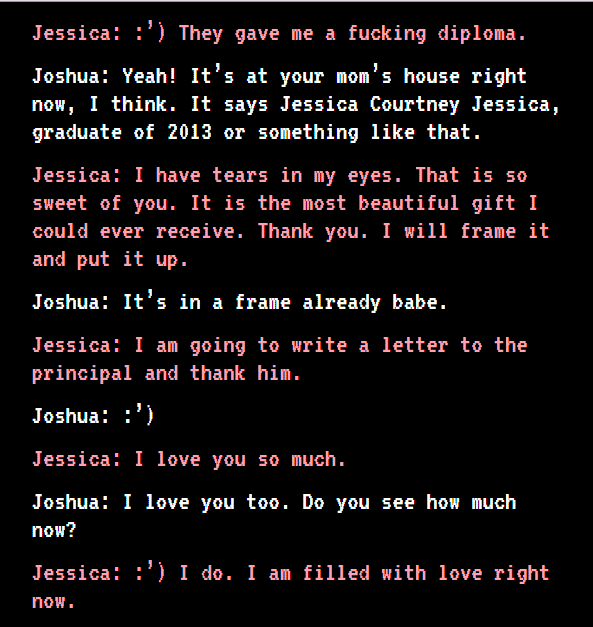 Jessica: :’) They gave me a fucking diploma.
Joshua: Yeah! It’s at your mom’s house right
now, I think. It says Jessica Courtney Jessica,
graduate of 2013 or something like that.
Jessica: I have tears in my eyes. That is so
sweet of you. It is the most beautiful gift I
could ever receive. Thank you. I will frame it
and put it up.
Joshua: It’s in a frame already babe.
Jessica: I am going to write a letter to the
principal and thank him.
Joshua: :’)
Jessica: I love you so much.
Joshua: I love you too. Do you see how much
now?
Jessica: :’) I do. I am filled with love right
now.